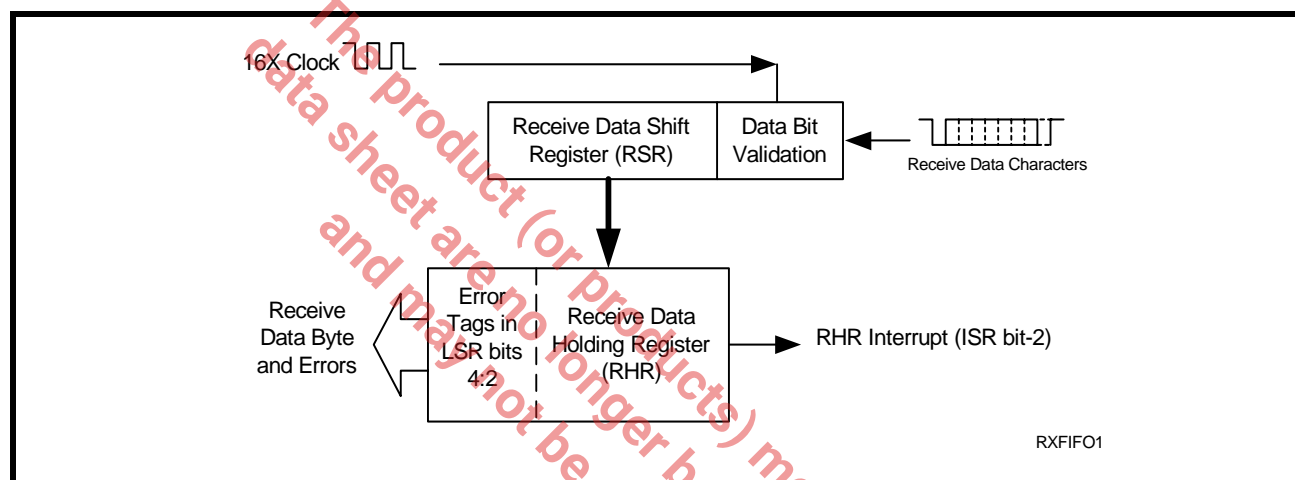 16X Clock
Receive Data Shift
Register (RSR)
Data Bit
Validation
Receive Data Characters
Receive
Data Byte
and Errors
Error
Tags in
LSR bits
4:2
Receive Data
Holding Register
(RHR)
RHR Interrupt (ISR bit-2)
RXFIFO1
The product (or products) m
data sheet are no longer b
and may not be